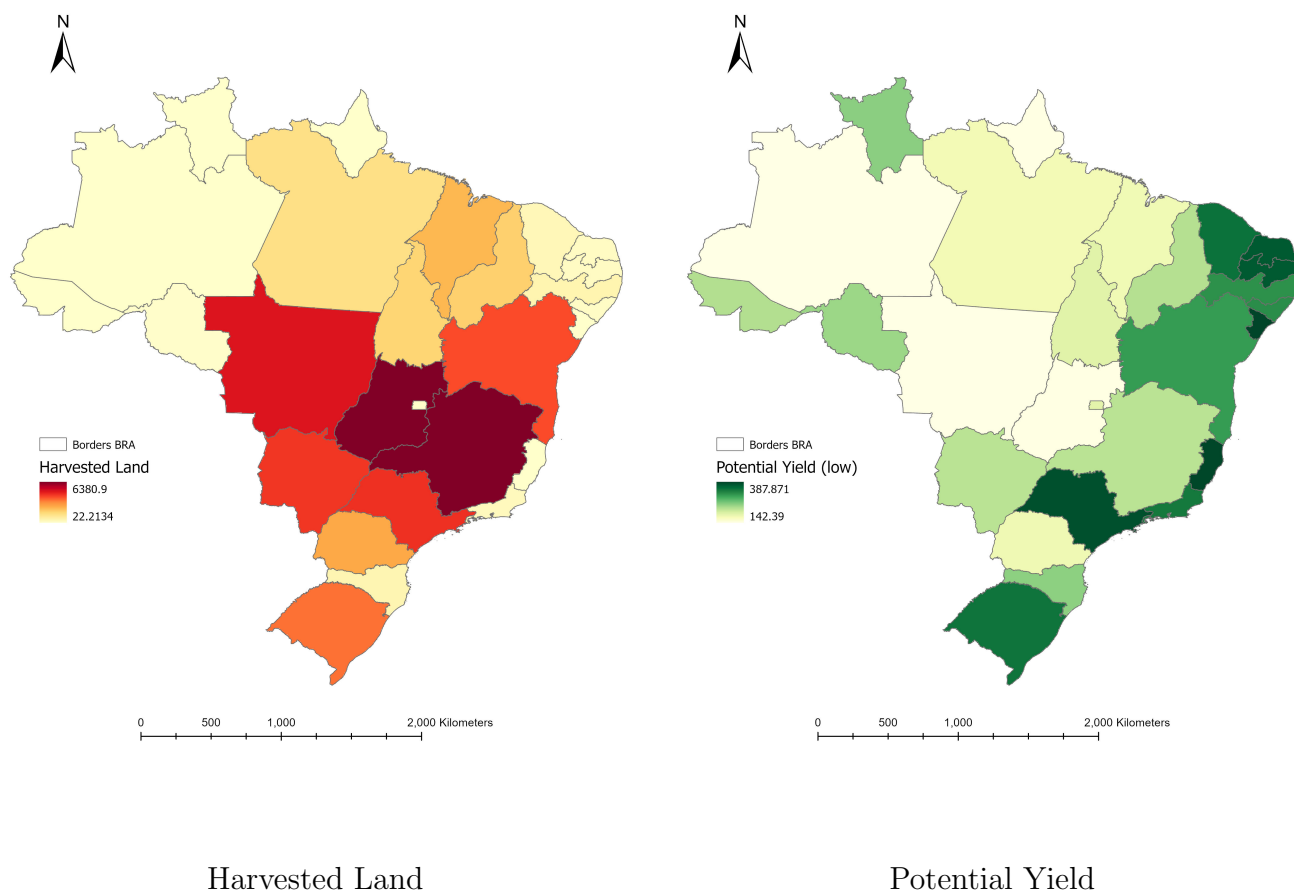 N
Borders BRA
Harvested Land
6380.9
22.2134
0 500 1,000 2,000 Kilometers
Harvested Land
N
Borders BRA
Potential Yield (low)
387.871
142.39
0 500 1,000 2,000 Kilometers
Potential Yield